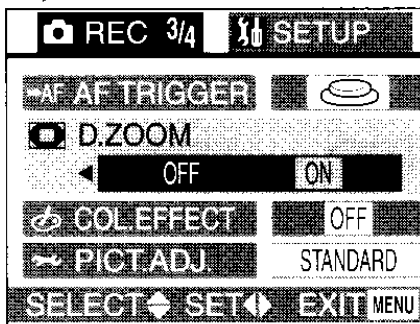 REC 3/4 SETUP
AF AF TRIGGER
D.ZOOM
OFF ON
COL.EFFECT OFF
PICT.ADJ. STANDARD
SELECT SET EXIT MENU